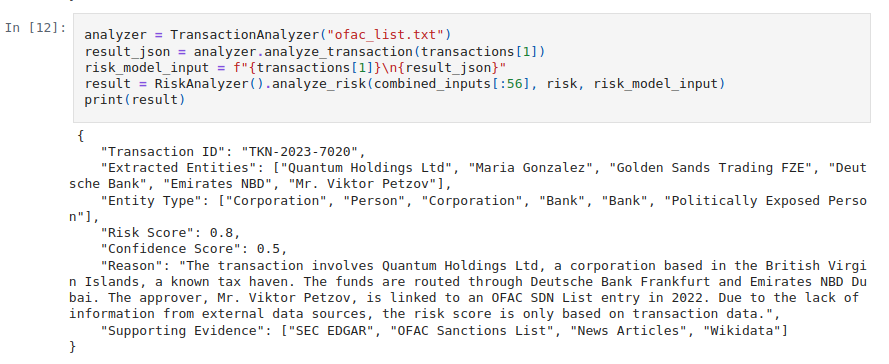 In [12]:
analyzer = TransactionAnalyzer("ofac_list.txt")
result_json = analyzer.analyze_transaction(transactions[1])
risk_model_input = f"{transactions[1]}\n{result_json}"
result = RiskAnalyzer().analyze_risk(combined_inputs[:56], risk, risk_model_input)
print(result)
{
"Transaction ID": "TKN-2023-7020",
"Extracted Entities": ["Quantum Holdings Ltd", "Maria Gonzalez", "Golden Sands Trading FZE", "Deut
sche Bank", "Emirates NBD", "Mr. Viktor Petzov"],
"Entity Type": ["Corporation", "Person", "Corporation", "Bank", "Bank", "Politically Exposed Perso
n"],
"Risk Score": 0.8,
"Confidence Score": 0.5,
"Reason": "The transaction involves Quantum Holdings Ltd, a corporation based in the British Virgi
n Islands, a known tax haven. The funds are routed through Deutsche Bank Frankfurt and Emirates NBD Du
bai. The approver, Mr. Viktor Petzov, is linked to an OFAC SDN List entry in 2022. Due to the lack of
information from external data sources, the risk score is only based on transaction data.",
"Supporting Evidence": ["SEC EDGAR", "OFAC Sanctions List", "News Articles", "Wikidata"]
}